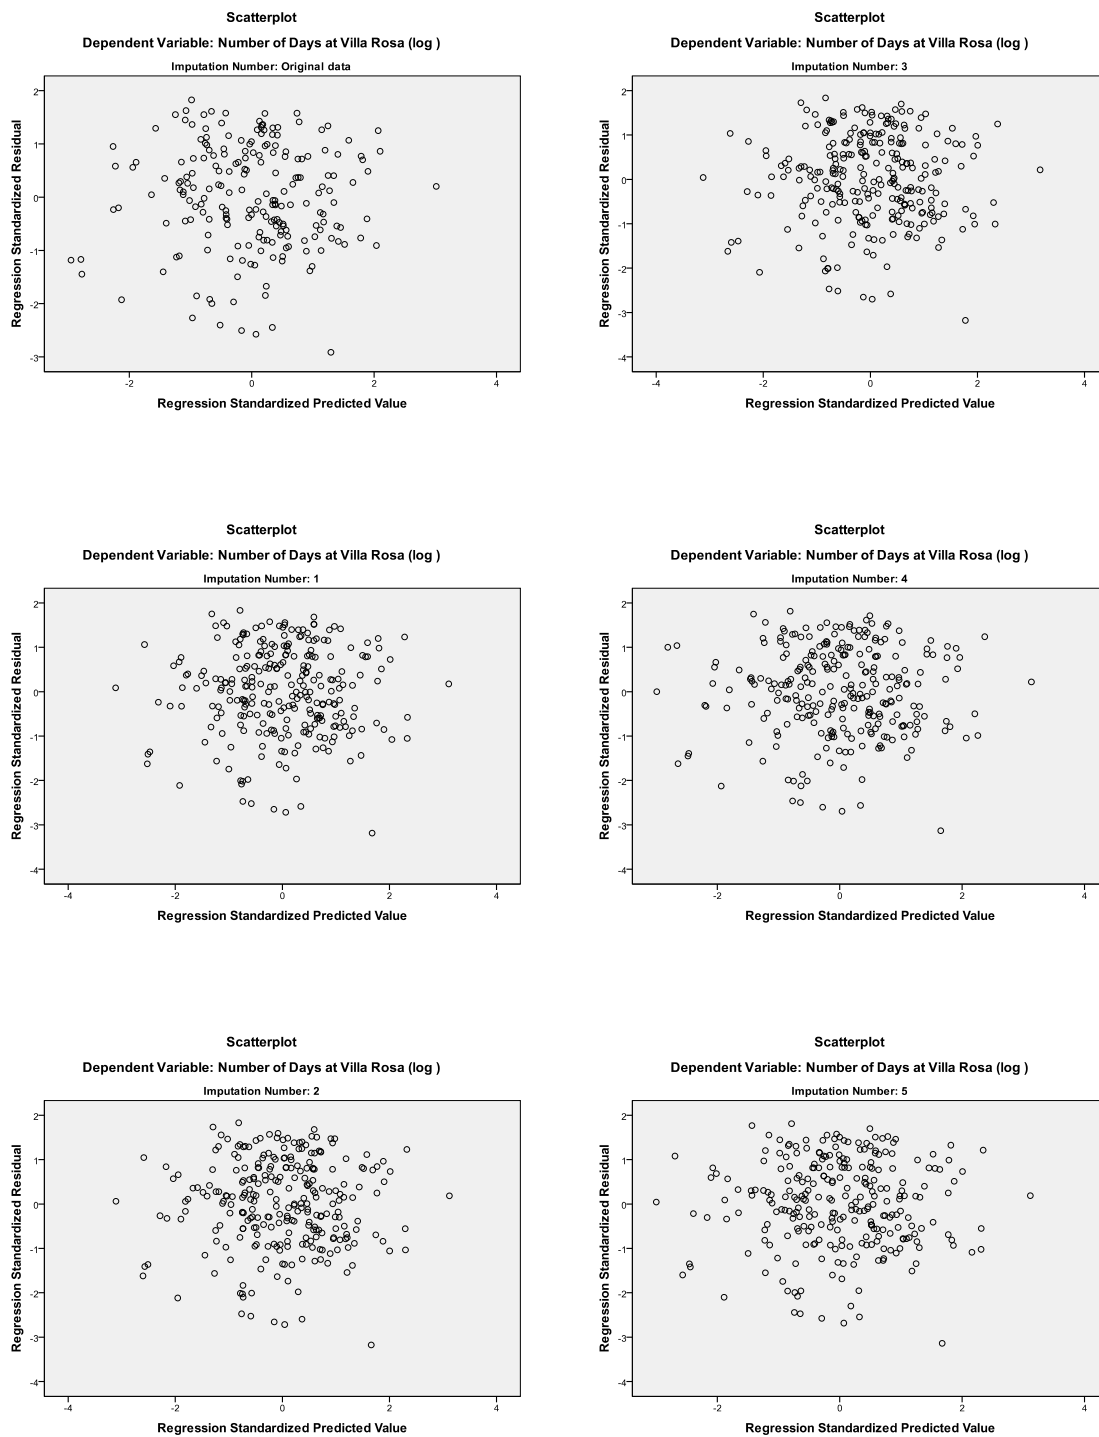 Scatterplot
Dependent Variable: Number of Days at Villa Rosa (log )
Imputation Number: Original data
Regression Standardized Residual
2
1
0
-1
-2
-3
-2
0
2
4
Regression Standardized Predicted Value
Scatterplot
Dependent Variable: Number of Days at Villa Rosa (log )
Imputation Number: 3
Regression Standardized Residual
2
1
0
-1
-2
-3
-4
-4
-2
0
2
4
Regression Standardized Predicted Value
Scatterplot
Dependent Variable: Number of Days at Villa Rosa (log )
Imputation Number: 1
Regression Standardized Residual
2
1
0
-1
-2
-3
-4
-4
-2
0
2
4
Regression Standardized Predicted Value
Scatterplot
Dependent Variable: Number of Days at Villa Rosa (log )
Imputation Number: 4
Regression Standardized Residual
2
1
0
-1
-2
-3
-4
-2
0
2
4
Regression Standardized Predicted Value
Scatterplot
Dependent Variable: Number of Days at Villa Rosa (log )
Imputation Number: 2
Regression Standardized Residual
2
1
0
-1
-2
-3
-4
-4
-2
0
2
4
Regression Standardized Predicted Value
Scatterplot
Dependent Variable: Number of Days at Villa Rosa (log )
Imputation Number: 5
Regression Standardized Residual
2
1
0
-1
-2
-3
-4
-2
0
2
4
Regression Standardized Predicted Value